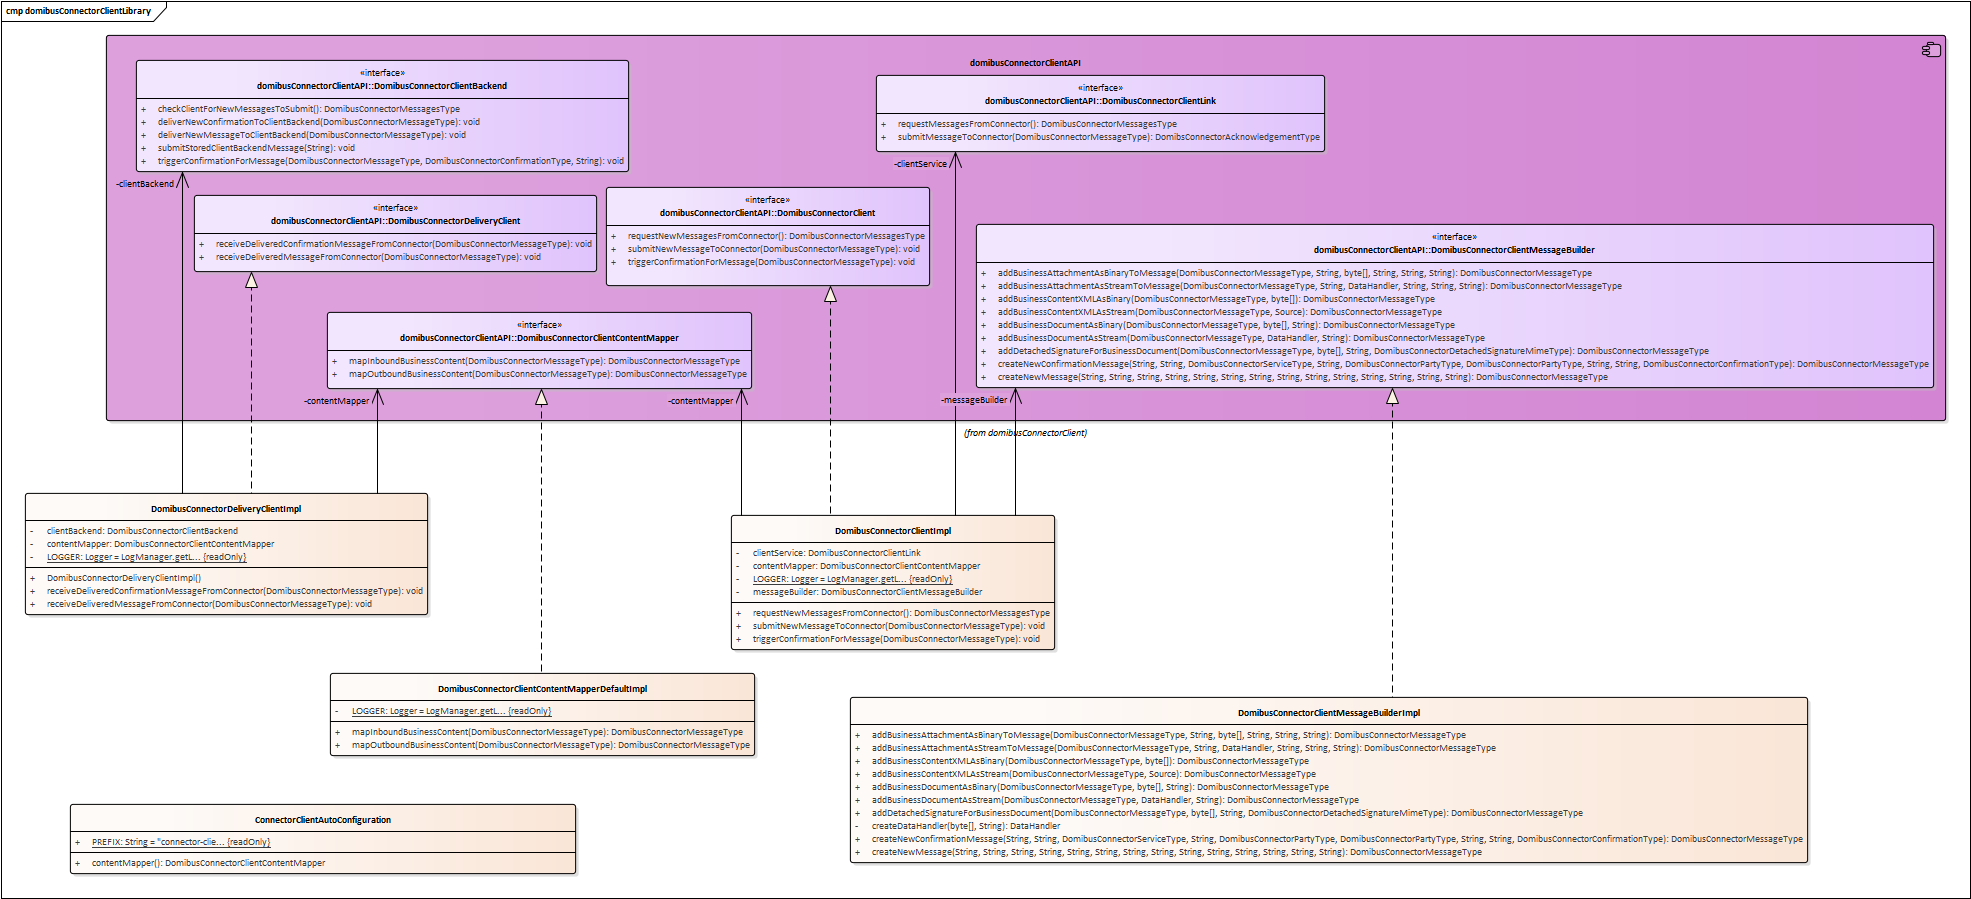 cmp domibusConnectorClientLibrary
domibusConnectorClientAPI
«interface»
domibusConnectorClientAPI::DomibusConnectorClientBackend
+ checkClientForNewMessagesToSubmit(): DomibusConnectorMessagesType
+ deliverNewConfirmationToClientBackend(DomibusConnectorMessageType): void
+ deliverNewMessageToClientBackend(DomibusConnectorMessageType): void
+ submitStoredClientBackendMessage(String): void
+ triggerConfirmationForMessage(DomibusConnectorMessageType, DomibusConnectorConfirmationType, String): void
«interface»
domibusConnectorClientAPI::DomibusConnectorClientLink
+ requestMessagesFromConnector(): DomibusConnectorMessagesType
+ submitMessageToConnector(DomibusConnectorMessageType): DomibsConnectorAcknowledgementType
-clientService
-clientBackend
«interface»
domibusConnectorClientAPI::DomibusConnectorDeliveryClient
+ receiveDeliveredConfirmationMessageFromConnector(DomibusConnectorMessageType): void
+ receiveDeliveredMessageFromConnector(DomibusConnectorMessageType): void
«interface»
domibusConnectorClientAPI::DomibusConnectorClient
+ requestNewMessagesFromConnector(): DomibusConnectorMessagesType
+ submitNewMessageToConnector(DomibusConnectorMessageType): void
+ triggerConfirmationForMessage(DomibusConnectorMessageType): void
«interface»
domibusConnectorClientAPI::DomibusConnectorClientMessageBuilder
+ addBusinessAttachmentAsBinaryToMessage(DomibusConnectorMessageType, String, byte[], String, String, String): DomibusConnectorMessageType
+ addBusinessAttachmentAsStreamToMessage(DomibusConnectorMessageType, String, DataHandler, String, String, String): DomibusConnectorMessageType
+ addBusinessContentXMLAsBinary(DomibusConnectorMessageType, byte[]): DomibusConnectorMessageType
+ addBusinessContentXMLAsStream(DomibusConnectorMessageType, Source): DomibusConnectorMessageType
+ addBusinessDocumentAsBinary(DomibusConnectorMessageType, byte[], String): DomibusConnectorMessageType
+ addBusinessDocumentAsStream(DomibusConnectorMessageType, DataHandler, String): DomibusConnectorMessageType
+ addDetachedSignatureForBusinessDocument(DomibusConnectorMessageType, byte[], String, DomibusConnectorDetachedSignatureMimeType): DomibusConnectorMessageType
+ createNewConfirmationMessage(String, String, DomibusConnectorServiceType, String, DomibusConnectorPartyType, DomibusConnectorPartyType, String, String, DomibusConnectorConfirmationType): DomibusConnectorMessageType
+ createNewMessage(String, String, String, String, String, String, String, String, String, String, String, String, String, String): DomibusConnectorMessageType
«interface»
domibusConnectorClientAPI::DomibusConnectorClientContentMapper
+ mapInboundBusinessContent(DomibusConnectorMessageType): DomibusConnectorMessageType
+ mapOutboundBusinessContent(DomibusConnectorMessageType): DomibusConnectorMessageType
-contentMapper
-contentMapper
-messageBuilder
(from domibusConnectorClient)
DomibusConnectorDeliveryClientImpl
- clientBackend: DomibusConnectorClientBackend
- contentMapper: DomibusConnectorClientContentMapper
- LOGGER: Logger = LogManager.getL... {readOnly}
+ DomibusConnectorDeliveryClientImpl()
+ receiveDeliveredConfirmationMessageFromConnector(DomibusConnectorMessageType): void
+ receiveDeliveredMessageFromConnector(DomibusConnectorMessageType): void
DomibusConnectorClientImpl
- clientService: DomibusConnectorClientLink
- contentMapper: DomibusConnectorClientContentMapper
- LOGGER: Logger = LogManager.getL... {readOnly}
- messageBuilder: DomibusConnectorClientMessageBuilder
+ requestNewMessagesFromConnector(): DomibusConnectorMessagesType
+ submitNewMessageToConnector(DomibusConnectorMessageType): void
+ triggerConfirmationForMessage(DomibusConnectorMessageType): void
DomibusConnectorClientContentMapperDefaultImpl
- LOGGER: Logger = LogManager.getL... {readOnly}
+ mapInboundBusinessContent(DomibusConnectorMessageType): DomibusConnectorMessageType
+ mapOutboundBusinessContent(DomibusConnectorMessageType): DomibusConnectorMessageType
DomibusConnectorClientMessageBuilderImpl
+ addBusinessAttachmentAsBinaryToMessage(DomibusConnectorMessageType, String, byte[], String, String, String): DomibusConnectorMessageType
+ addBusinessAttachmentAsStreamToMessage(DomibusConnectorMessageType, String, DataHandler, String, String, String): DomibusConnectorMessageType
+ addBusinessContentXMLAsBinary(DomibusConnectorMessageType, byte[]): DomibusConnectorMessageType
+ addBusinessContentXMLAsStream(DomibusConnectorMessageType, Source): DomibusConnectorMessageType
+ addBusinessDocumentAsBinary(DomibusConnectorMessageType, byte[], String): DomibusConnectorMessageType
+ addBusinessDocumentAsStream(DomibusConnectorMessageType, DataHandler, String): DomibusConnectorMessageType
+ addDetachedSignatureForBusinessDocument(DomibusConnectorMessageType, byte[], String, DomibusConnectorDetachedSignatureMimeType): DomibusConnectorMessageType
- createDataHandler(byte[], String): DataHandler
+ createNewConfirmationMessage(String, String, DomibusConnectorServiceType, String, DomibusConnectorPartyType, DomibusConnectorPartyType, String, String, DomibusConnectorConfirmationType): DomibusConnectorMessageType
+ createNewMessage(String, String, String, String, String, String, String, String, String, String, String, String, String, String): DomibusConnectorMessageType
ConnectorClientAutoConfiguration
+ PREFIX: String = "connector-clie... {readOnly}
+ contentMapper(): DomibusConnectorClientContentMapper